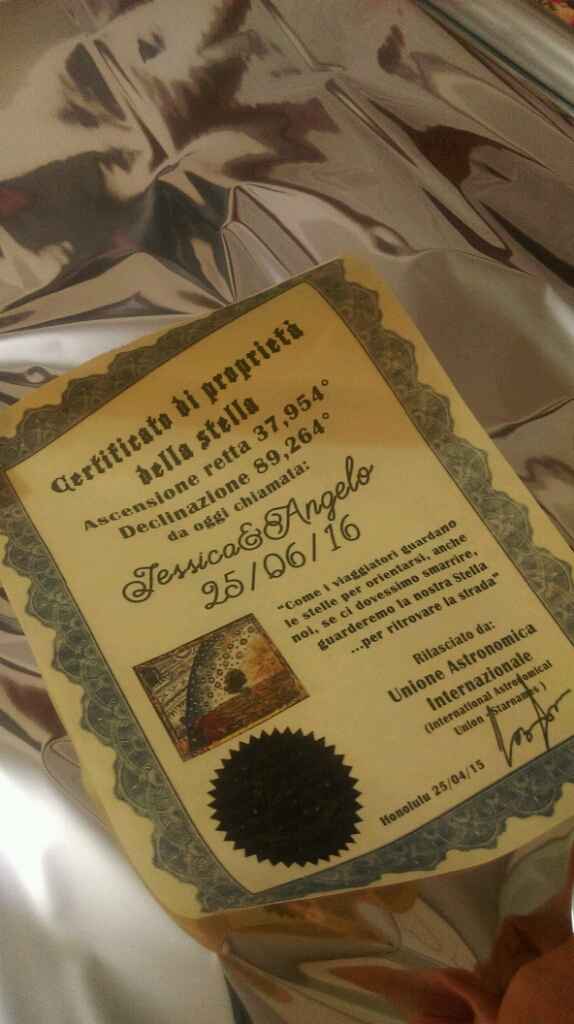 Certificato di proprietà
della stella
Ascensione retta 37,954°
Declinazione 89,264°
da oggi chiamata:
Jessica&Angelo
25/06/16
"Come i viaggiatori guardano
le stelle per orientarsi, anche
noi, se ci dovessimo smarrire,
guarderemo la nostra Stella
...per ritrovare la strada"
Rilasciato da:
Unione Astronomica
Internazionale
(International Astronomical
Union - Starnames )
Honolulu 25/04/15